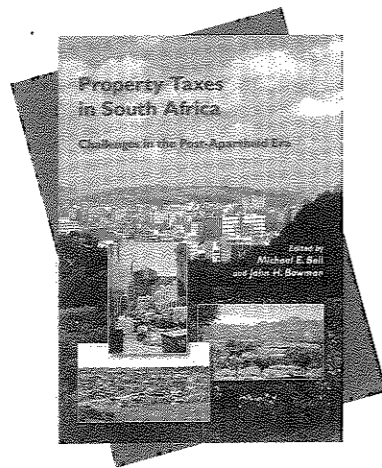 Property Taxes
in South Africa
Challenges in the Post-Apartheid Era
Edited by
Michael E. Bell
and John H. Bowman